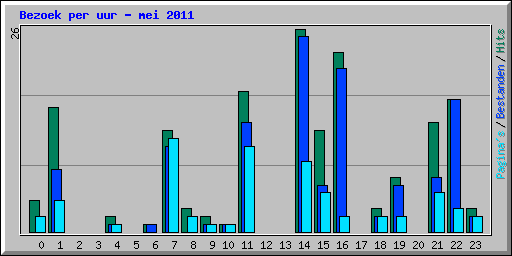 Bezoek per uur - mei 2011
26
Pagina's / Bestanden / Hits
0 1 2 3 4 5 6 7 8 9 10 11 12 13 14 15 16 17 18 19 20 21 22 23